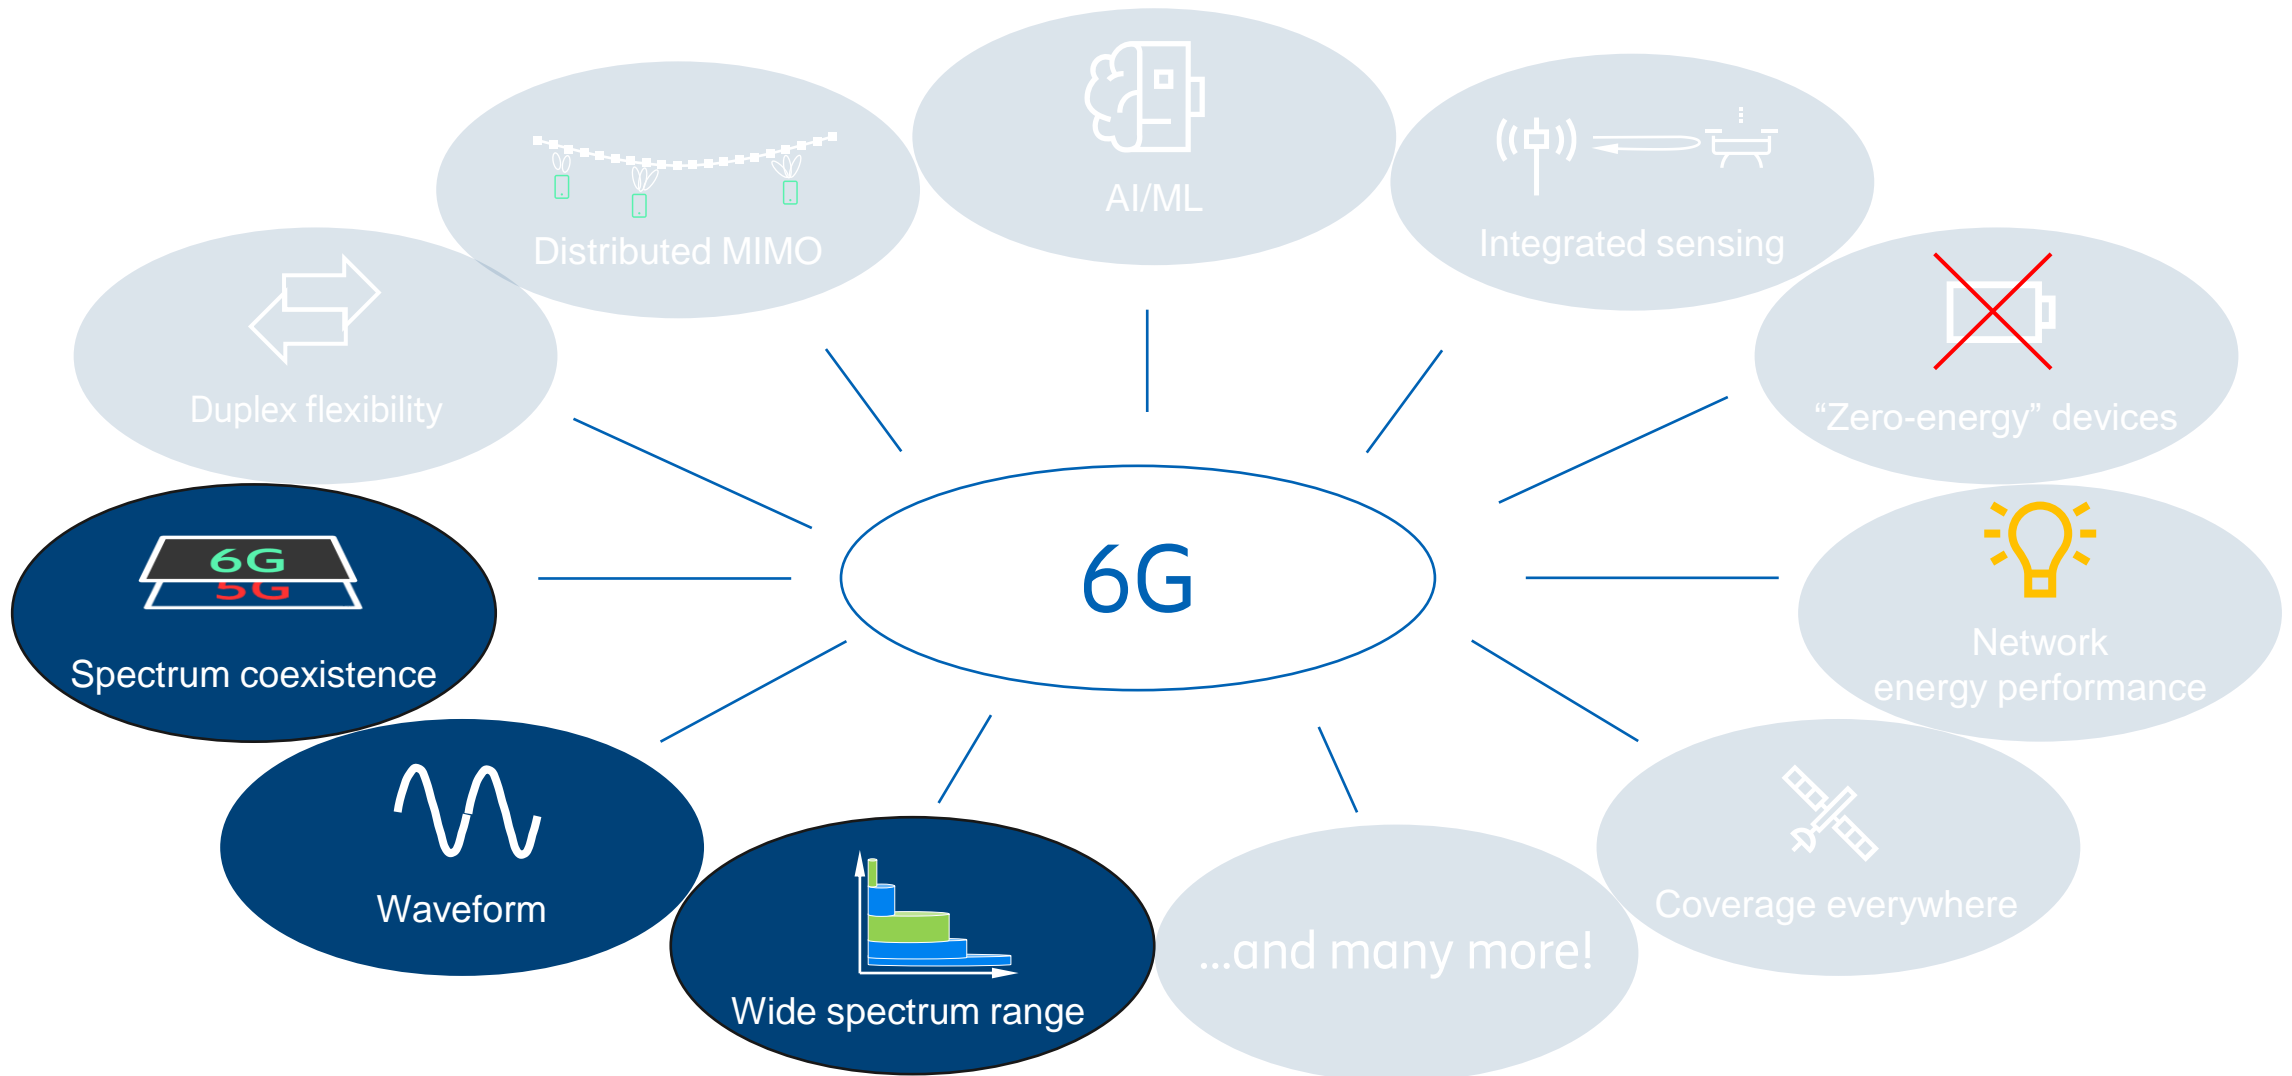 AI/ML
Distributed MIMO
Integrated sensing
Duplex flexibility
“Zero-energy” devices
6G
5G
Spectrum coexistence
6G
Network
energy performance
Waveform
Coverage everywhere
Wide spectrum range
...and many more!